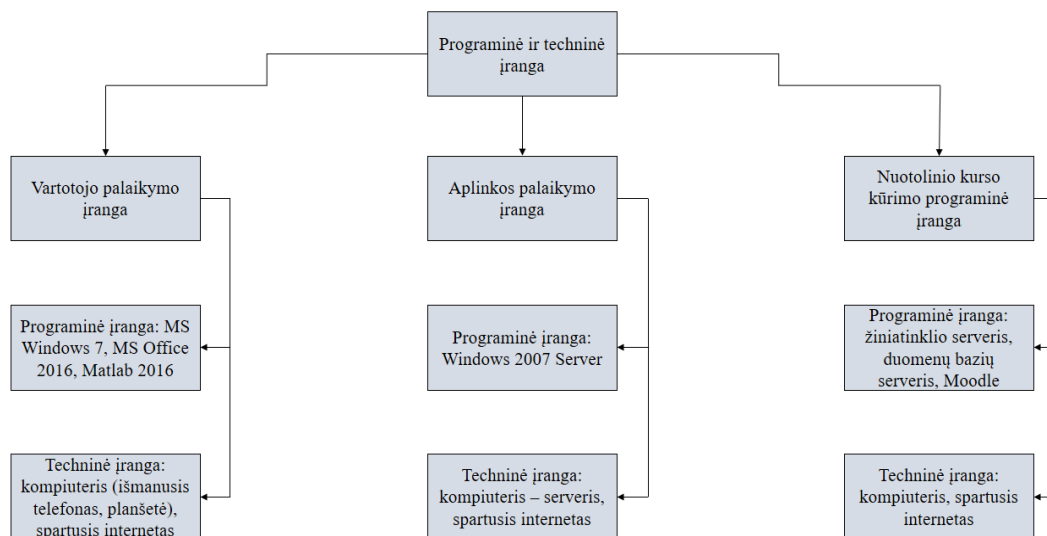 Programinė ir techninė
įranga
Vartotojo palaikymo
įranga
Aplinkos palaikymo
įranga
Nuotolinio kurso
kūrimo programinė
įranga
Programinė įranga: MS
Windows 7, MS Office
2016, Matlab 2016
Programinė įranga:
Windows 2007 Server
Programinė įranga:
žiniatinklio serveris,
duomenų bazių
serveris, Moodle
Techninė įranga:
kompiuteris (išmanusis
telefonas, planšetė),
spartusis internetas
Techninė įranga:
kompiuteris – serveris,
spartusis internetas
Techninė įranga:
kompiuteris, spartusis
internetas